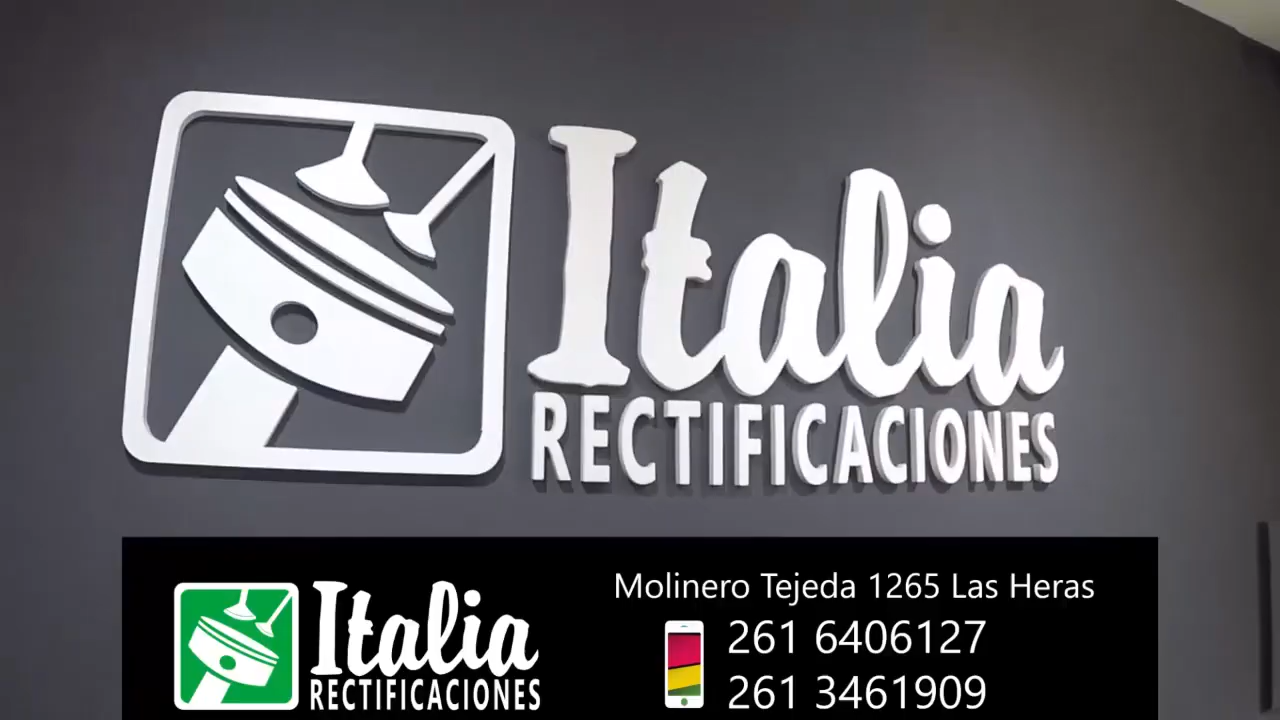 Italia
RECTIFICACIONES
Molinero Tejeda 1265 Las Heras
Italia
RECTIFICACIONES
261 6406127
261 3461909